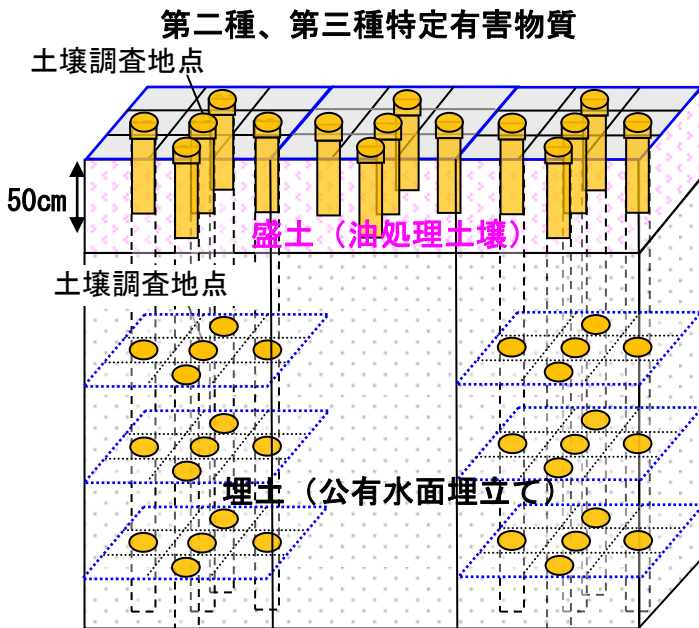 第二種、第三種特定有害物質
土壌調査地点
50cm
盛土（油処理土壌）
土壌調査地点
埋土（公有水面埋立て）